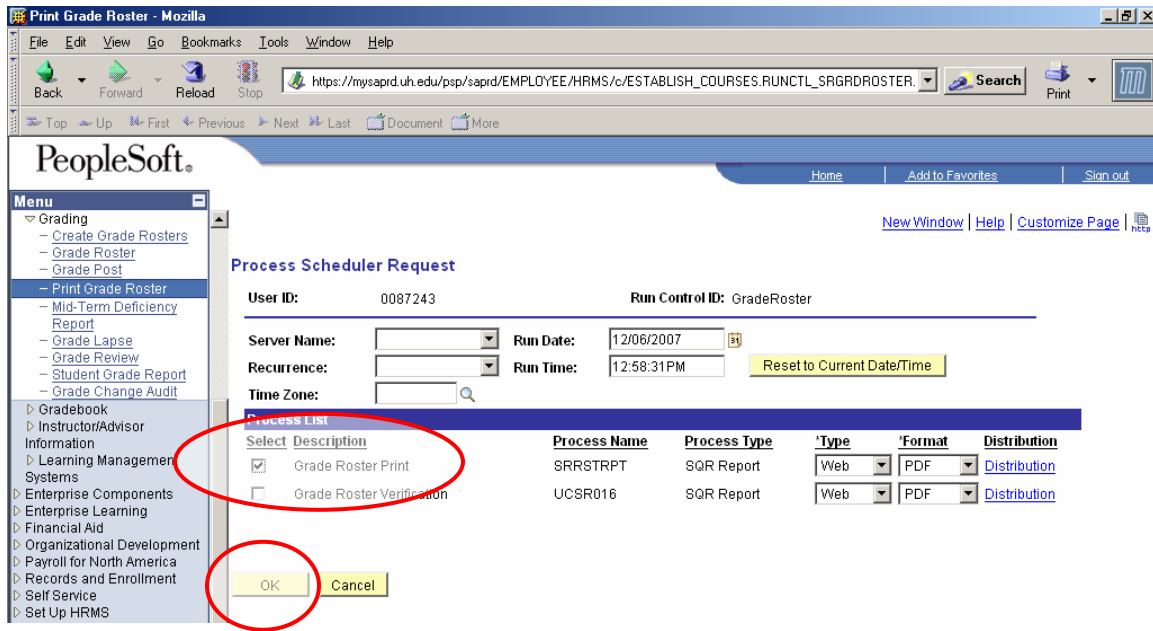 Print Grade Roster - Mozilla
File Edit View Go Bookmarks Tools Window Help
Back Forward Reload Stop https://mysaprd.uh.edu/psp/saprd/EMPLOYEE/HRMS/c/ESTABLISH_COURSES.RUNCTL_SRGRDROSTER. Search Print
Top Up First Previous Next Last Document More
PeopleSoft®
Home Add to Favorites Sign out
Menu
Grading
Create Grade Rosters
Grade Roster
Grade Post
Print Grade Roster
Mid-Term Deficiency
Report
Grade Lapse
Grade Review
Student Grade Report
Grade Change Audit
Gradebook
Instructor/Advisor
Information
Learning Managemen
Systems
Enterprise Components
Enterprise Learning
Financial Aid
Organizational Development
Payroll for North America
Records and Enrollment
Self Service
Set Up HRMS
New Window | Help | Customize Page | http
Process Scheduler Request
User ID: 0087243 Run Control ID: GradeRoster
Server Name: Run Date: 12/06/2007 31
Recurrence: Run Time: 12:58:31PM Reset to Current Date/Time
Time Zone:
Process List
Select Description Process Name Process Type *Type *Format Distribution
Grade Roster Print SRRSTRPT SQR Report Web PDF Distribution
Grade Roster Verification UCSR016 SQR Report Web PDF Distribution
OK Cancel